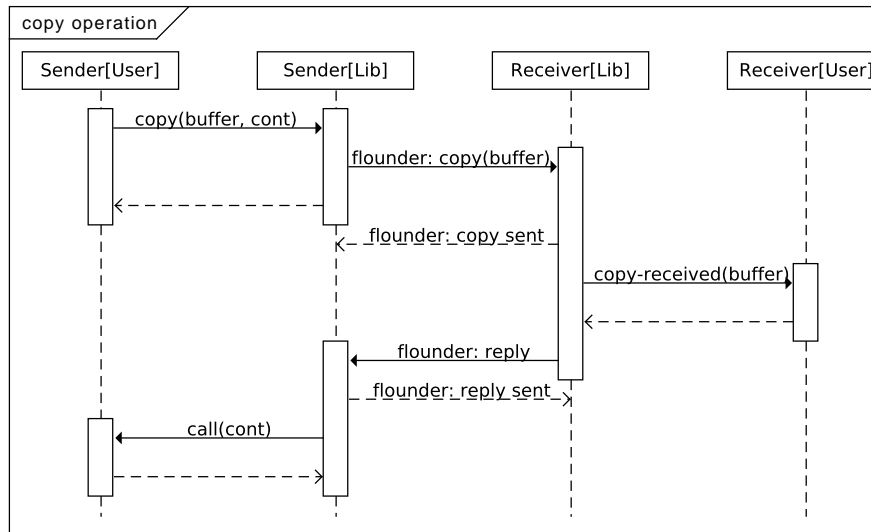 copy operation
Sender[User]
Sender[Lib]
Receiver[Lib]
Receiver[User]
copy(buffer, cont)
flounder: copy(buffer)
flounder: copy sent
copy-received(buffer)
flounder: reply
flounder: reply sent
call(cont)